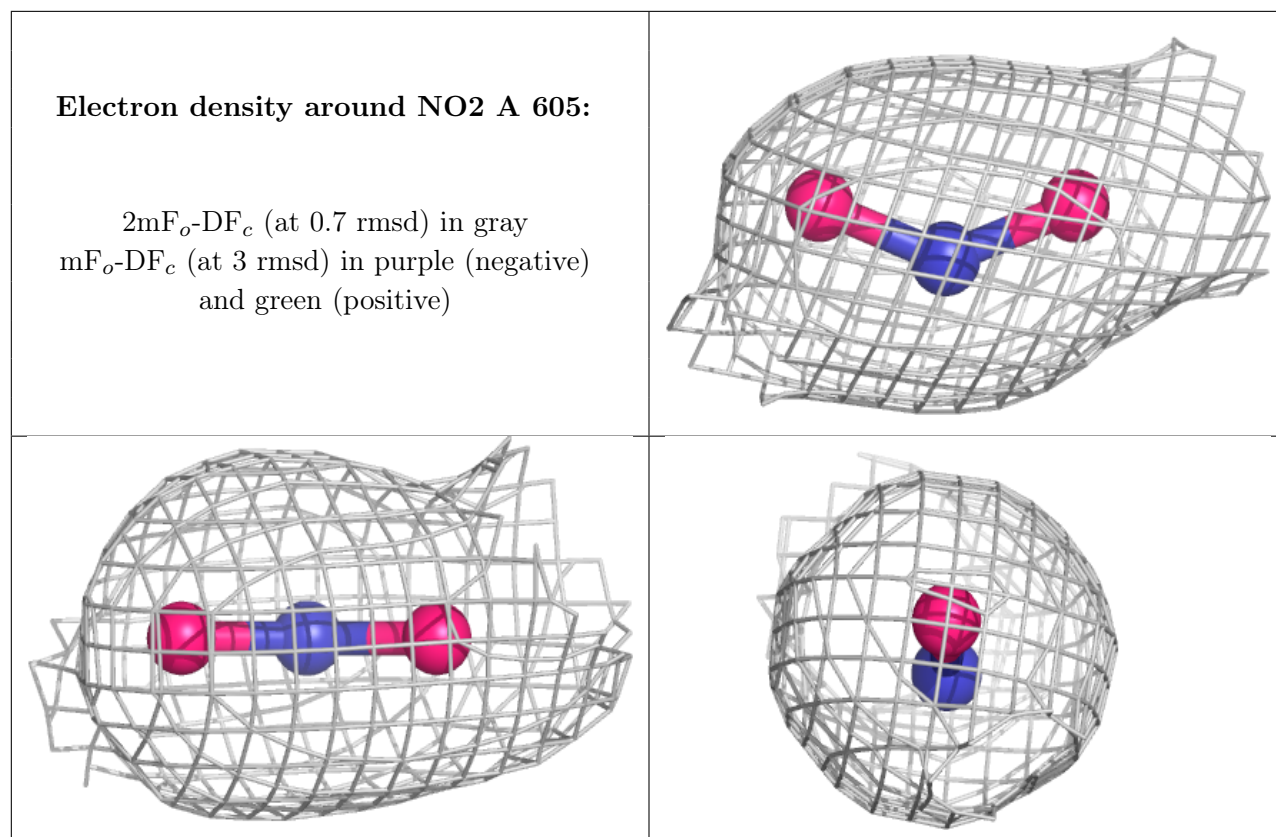 Electron density around NO2 A 605:
2mFo-DFc (at 0.7 rmsd) in gray
mFo-DFc (at 3 rmsd) in purple (negative)
and green (positive)